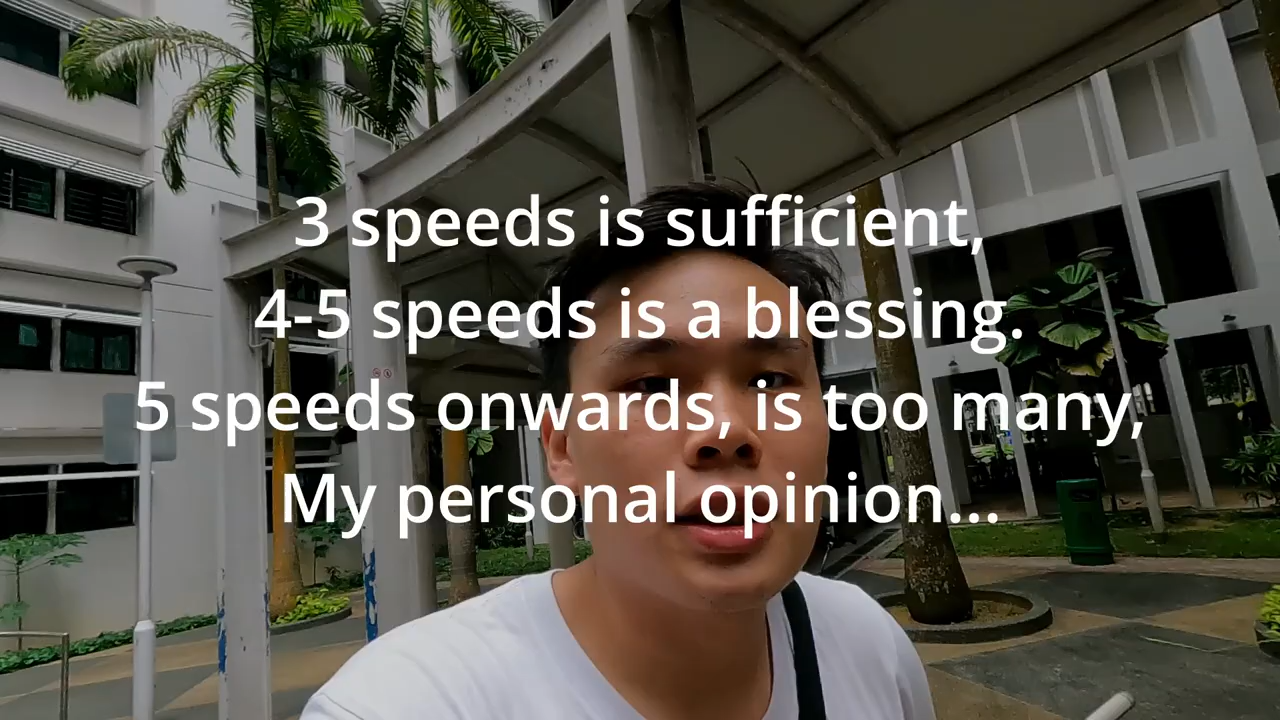 3 speeds is sufficient,
4-5 speeds is a blessing.
5 speeds onwards, is too many,
My personal opinion...